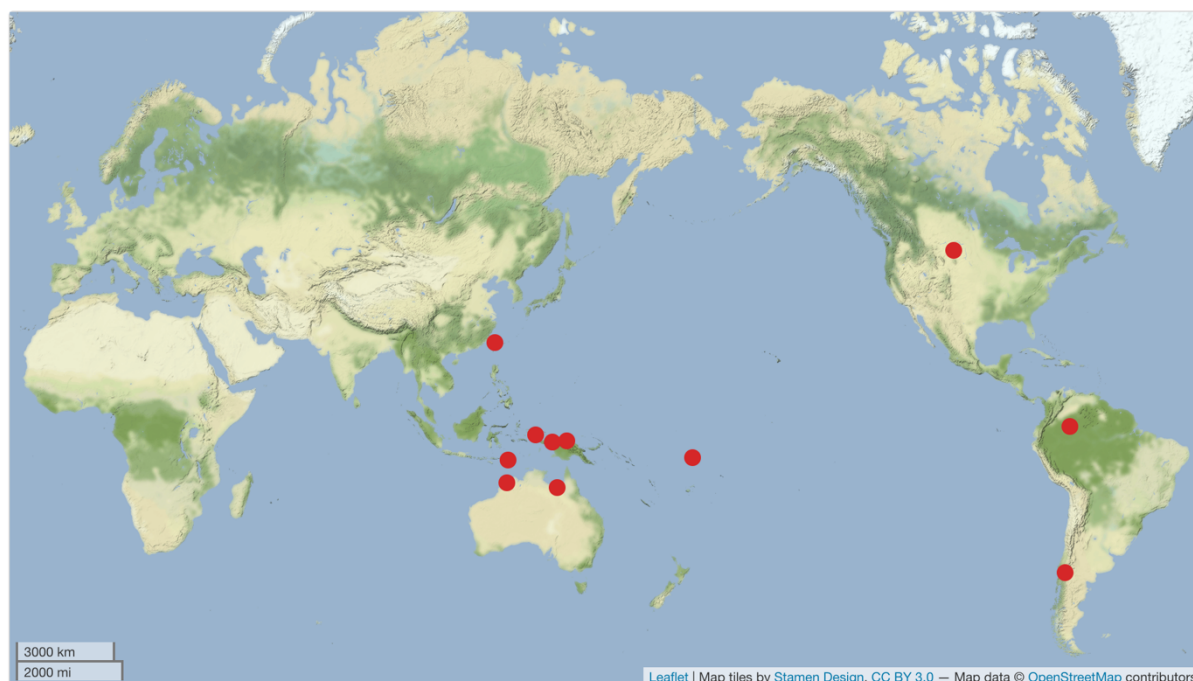 3000 km
2000 mi
Leaflet | Map tiles by Stamen Design, CC BY 3.0 — Map data © OpenStreetMap contributors